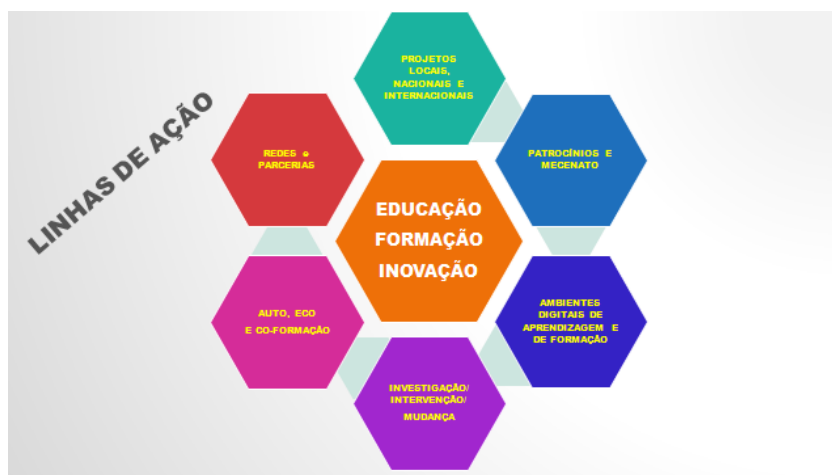 LINHAS DE AÇÃO
PROJETOS
LOCAIS,
NACIONAIS E
INTERNACIONAIS
PATROCÍNIOS E
MECENATO
AMBIENTES
DIGITAIS DE
APRENDIZAGEM E
DE FORMAÇÃO
INVESTIGAÇÃO/
INTERVENÇÃO/
MUDANÇA
AUTO, ECO
E CO-FORMAÇÃO
REDES e
PARCERIAS
EDUCAÇÃO
FORMAÇÃO
INOVAÇÃO